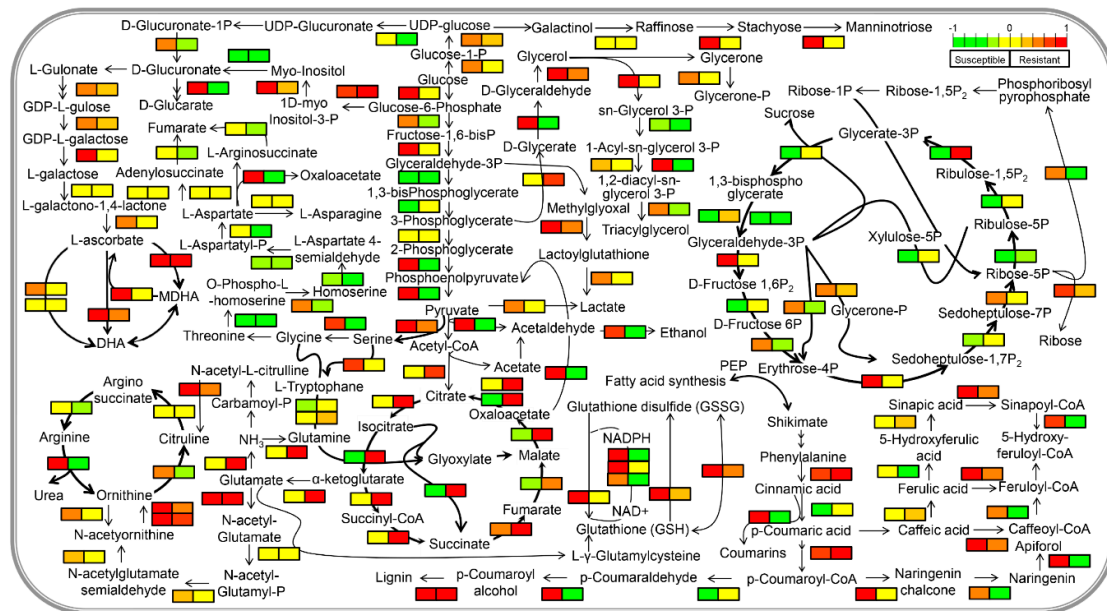 D-Glucuronate-1P
UDP-Glucuronate
UDP-glucose
Galactinol
Raffinose
Stachyose
Manninotriose
-1
0
1
Susceptible
Resistant
Glucose-1-P
L-Gulonate
D-Glucuronate
Myo-Inositol
Glucose
Glycerol
Glycerone
Phosphoribosyl
pyrophosphate
Ribose-1P
Ribose-1,5P2
D-Glyceraldehyde
GDP-L-gulose
D-Glucarate
1D-myo
Inositol-3-P
Glucose-6-Phosphate
sn-Glycerol 3-P
Glycerone-P
Sucrose
Fumarate
Fructose-1,6-bisP
Glycerate-3P
GDP-L-galactose
L-Arginosuccinate
D-Glycerate
1-Acyl-sn-glycerol 3-P
Glyceraldehyde-3P
L-galactose
Adenylosuccinate
Oxaloacetate
1,2-diacyl-sn-
glycerol 3-P
1,3-bisphospho
glycerate
Ribulose-1,5P2
1,3-bisPhosphoglycerate
L-galactono-1,4-lactone
L-Aspartate
L-Asparagine
3-Phosphoglycerate
Methylglyoxal
Triacylglycerol
Ribulose-5P
L-ascorbate
L-Aspartatyl-P
L-Aspartate 4-
semialdehyde
2-Phosphoglycerate
Glyceraldehyde-3P
Xylulose-5P
Lactoylglutathione
Phosphoenolpyruvate
Ribose-5P
MDHA
O-Phospho-L
-homoserine
Homoserine
D-Fructose 1,6P2
Pyruvate
Lactate
Glycerone-P
Sedoheptulose-7P
D-Fructose 6P
DHA
Threonine
Glycine
Serine
Acetaldehyde
Ethanol
Ribose
Acetyl-CoA
Sedoheptulose-1,7P2
PEP
Erythrose-4P
N-acetyl-L-citrulline
L-Tryptophane
Acetate
Fatty acid synthesis
Argino
succinate
Carbamoyl-P
Citrate
Oxaloacetate
Glutathione disulfide (GSSG)
Sinapic acid
Sinapoyl-CoA
Shikimate
Arginine
Citruline
NH3
Glutamine
Isocitrate
NADPH
5-Hydroxyferulic
acid
5-Hydroxy-
feruloyl-CoA
Glyoxylate
Malate
Phenylalanine
Urea
Ornithine
Glutamate
α-ketoglutarate
NAD+
Cinnamic acid
Ferulic acid
Feruloyl-CoA
Fumarate
Succinyl-CoA
N-acetyornithine
N-acetyl-
Glutamate
Succinate
Glutathione (GSH)
p-Coumaric acid
Caffeic acid
Caffeoyl-CoA
Coumarins
Apiforol
L-γ-Glutamylcysteine
N-acetylglutamate
semialdehyde
N-acetyl-
Glutamyl-P
Lignin
p-Coumaroyl
alcohol
p-Coumaraldehyde
p-Coumaroyl-CoA
Naringenin
chalcone
Naringenin